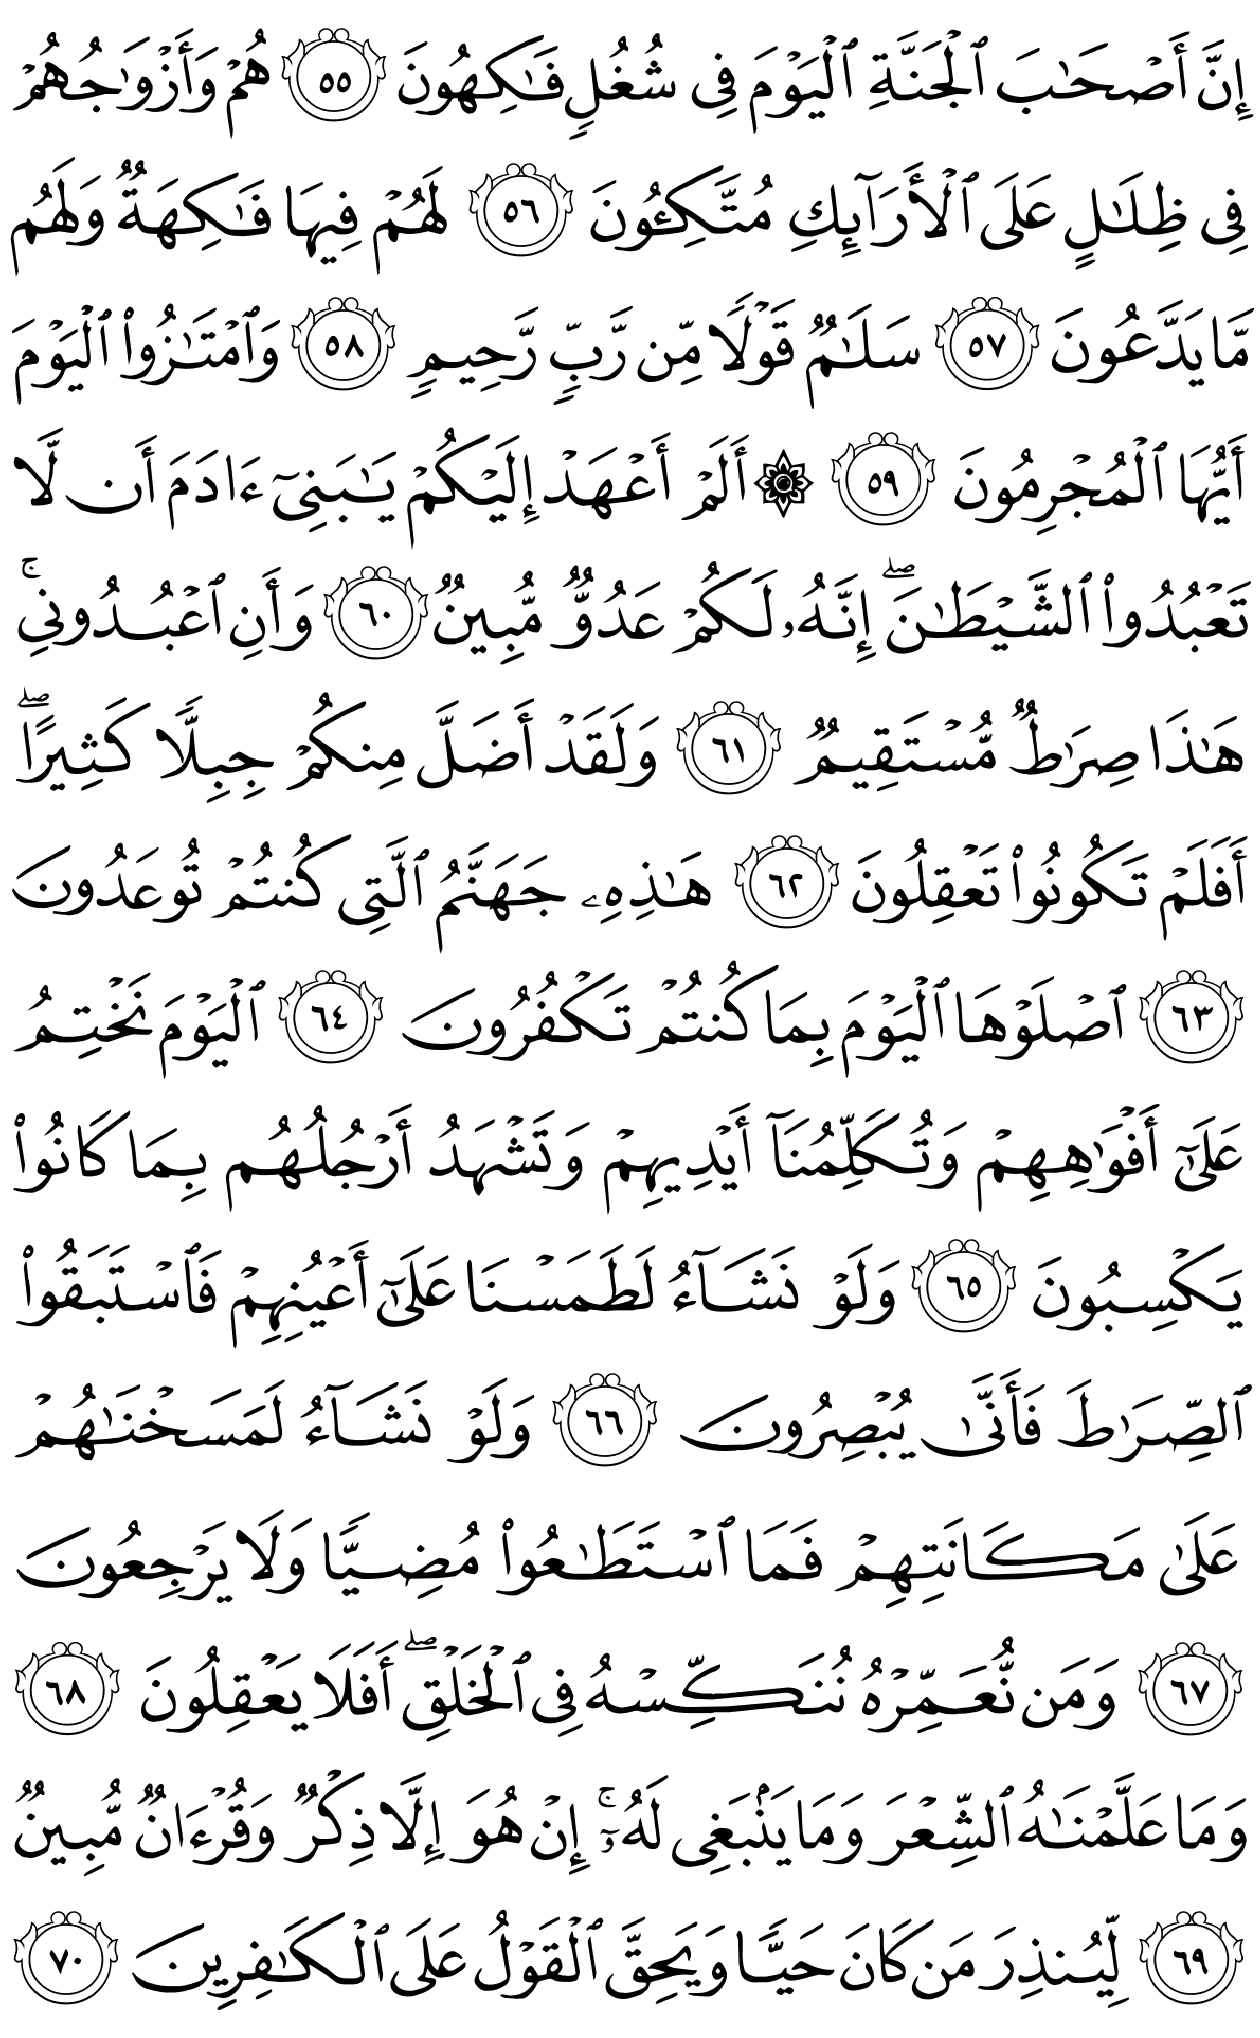 إِنَّ أَصۡحَٰبَ ٱلۡجَنَّةِ ٱلۡيَوۡمَ فِي شُغُلٖ فَٰكِهُونَ ٥٥ هُمۡ وَأَزۡوَٰجُهُمۡ
فِي ظِلَٰلٍ عَلَى ٱلۡأَرَآئِكِ مُتَّكِـُٔونَ ٥٦ لَهُمۡ فِيهَا فَٰكِهَةٞ وَلَهُم
مَّا يَدَّعُونَ ٥٧ سَلَٰمٞ قَوۡلٗا مِّن رَّبّٖ رَّحِيمٖ ٥٨ وَٱمۡتَٰزُواْ ٱلۡيَوۡمَ
أَيُّهَا ٱلۡمُجۡرِمُونَ ٥٩ ۞ أَلَمۡ أَعۡهَدۡ إِلَيۡكُمۡ يَٰبَنِيٓ ءَادَمَ أَن لَّا
تَعۡبُدُواْ ٱلشَّيۡطَٰنَۖ إِنَّهُۥ لَكُمۡ عَدُوّٞ مُّبِينٞ ٦٠ وَأَنِ ٱعۡبُدُونِيۚ
هَٰذَا صِرَٰطٞ مُّسۡتَقِيمٞ ٦١ وَلَقَدۡ أَضَلَّ مِنكُمۡ جِبِلّٗا كَثِيرًاۖ
أَفَلَمۡ تَكُونُواْ تَعۡقِلُونَ ٦٢ هَٰذِهِۦ جَهَنَّمُ ٱلَّتِي كُنتُمۡ تُوعَدُونَ
٦٣ ٱصۡلَوۡهَا ٱلۡيَوۡمَ بِمَا كُنتُمۡ تَكۡفُرُونَ ٦٤ ٱلۡيَوۡمَ نَخۡتِمُ
عَلَىٰٓ أَفۡوَٰهِهِمۡ وَتُكَلِّمُنَآ أَيۡدِيهِمۡ وَتَشۡهَدُ أَرۡجُلُهُم بِمَا كَانُواْ
يَكۡسِبُونَ ٦٥ وَلَوۡ نَشَآءُ لَطَمَسۡنَا عَلَىٰٓ أَعۡيُنِهِمۡ فَٱسۡتَبَقُواْ
ٱلصِّرَٰطَ فَأَنَّىٰ يُبۡصِرُونَ ٦٦ وَلَوۡ نَشَآءُ لَمَسَخۡنَٰهُمۡ
عَلَىٰ مَكَانَتِهِمۡ فَمَا ٱسۡتَطَٰعُواْ مُضِيّٗا وَلَا يَرۡجِعُونَ
٦٧ وَمَن نُّعَمِّرۡهُ نُنَكِّسۡهُ فِي ٱلۡخَلۡقِۖ أَفَلَا يَعۡقِلُونَ ٦٨
وَمَا عَلَّمۡنَٰهُ ٱلشِّعۡرَ وَمَا يَنۢبَغِي لَهُۥٓۚ إِنۡ هُوَ إِلَّا ذِكۡرٞ وَقُرۡءَانٞ مُّبِينٞ
٦٩ لِّيُنذِرَ مَن كَانَ حَيّٗا وَيَحِقَّ ٱلۡقَوۡلُ عَلَى ٱلۡكَٰفِرِينَ ٧٠